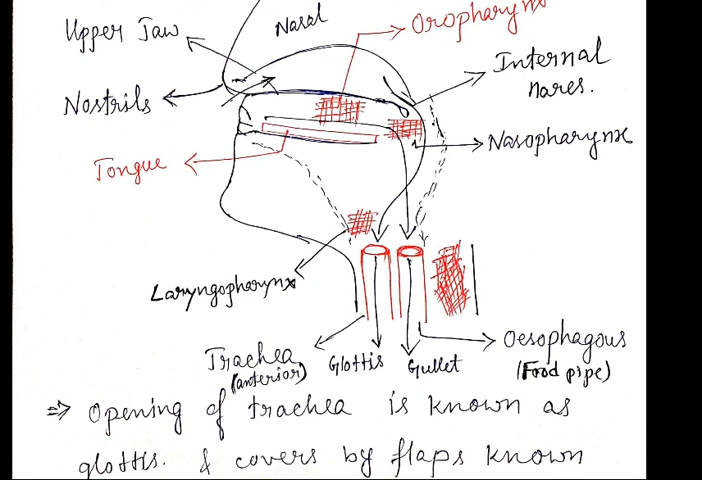 Nasal
Oropharynx
Upper Jaw
Internal
nares.
Nostrils
Nasopharynx
Tongue
Laryngopharynx
Trachea
(anterior)
Glottis
Gullet
Oesophagous
(Food pipe)
⇒ Opening of trachea is known as
glottis. & covers by flaps known